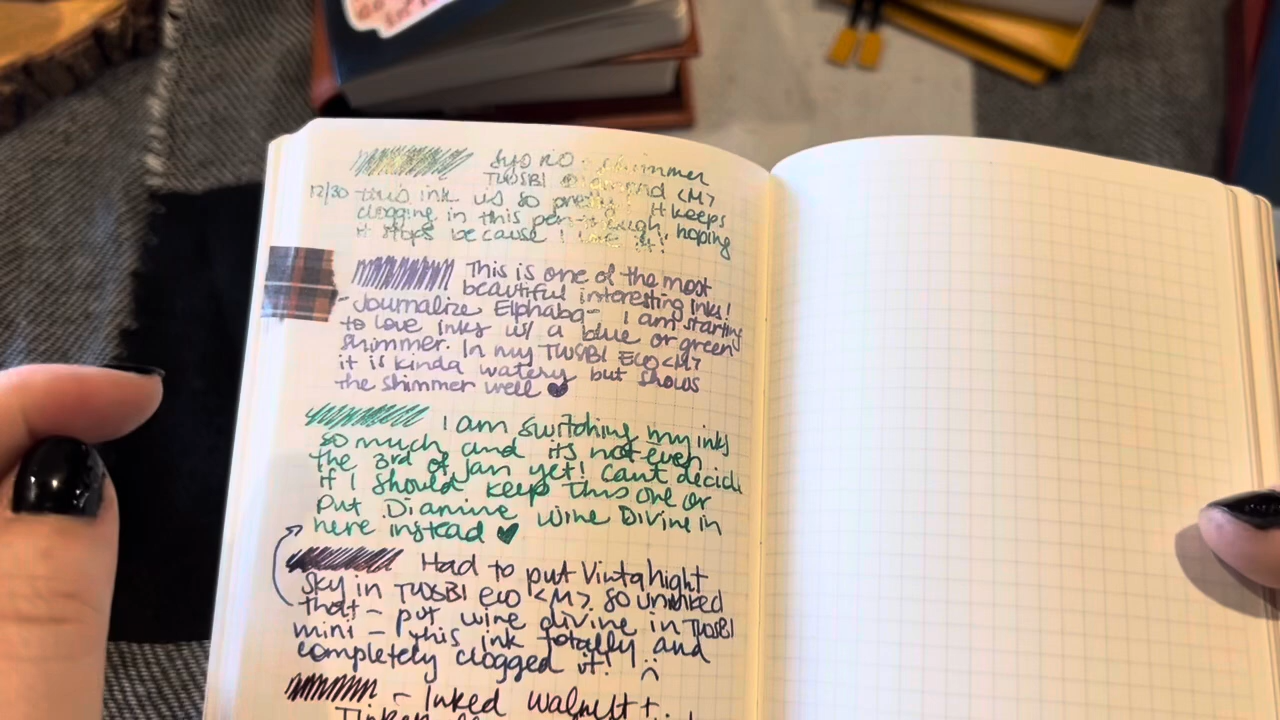 Syo Ro - shimmer
TWSBI Diamond <M>
12/30 this ink is so pretty! It keeps
clogging in this pen though, hoping
it stops because I like it!
This is one of the most
beautiful interesting inks!
- Journalize Elphaba - I am starting
to love inks w/ a blue or green
shimmer. In my TWSBI ECO <M>
it is kinda watery but shows
the shimmer well
I am switching my inks
so much and its not even
the 3rd of Jan yet! Cant decide
if I should keep this one or
put Diamine Wine Divine in
here instead
Had to put Vinta
Sky in TWSBI eco <M> so uninked
that - put wine divine in TWSBI
mini - this ink totally and
completely clogged it!
- Inked walnut +